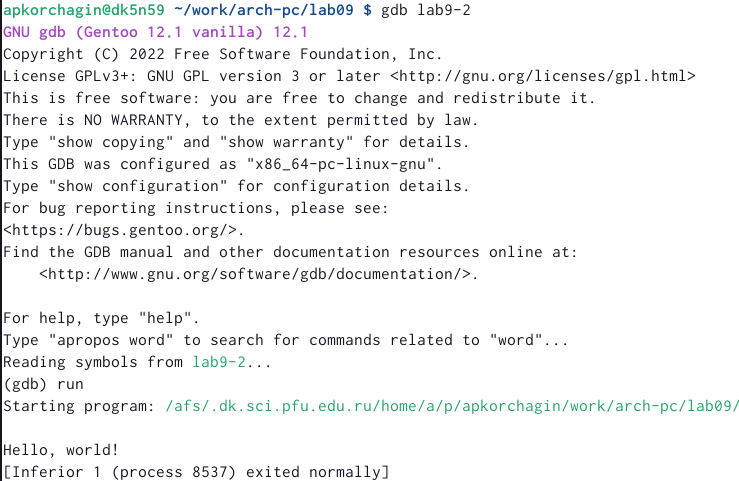 apkorchagin@dk5n59 ~/work/arch-pc/lab09 $ gdb lab9-2
GNU gdb (Gentoo 12.1 vanilla) 12.1
Copyright (C) 2022 Free Software Foundation, Inc.
License GPLv3+: GNU GPL version 3 or later <http://gnu.org/licenses/gpl.html>
This is free software: you are free to change and redistribute it.
There is NO WARRANTY, to the extent permitted by law.
Type "show copying" and "show warranty" for details.
This GDB was configured as "x86_64-pc-linux-gnu".
Type "show configuration" for configuration details.
For bug reporting instructions, please see:
<https://bugs.gentoo.org/>.
Find the GDB manual and other documentation resources online at:
    <http://www.gnu.org/software/gdb/documentation/>.

For help, type "help".
Type "apropos word" to search for commands related to "word"...
Reading symbols from lab9-2...
(gdb) run
Starting program: /afs/.dk.sci.pfu.edu.ru/home/a/p/apkorchagin/work/arch-pc/lab09/

Hello, world!
[Inferior 1 (process 8537) exited normally]